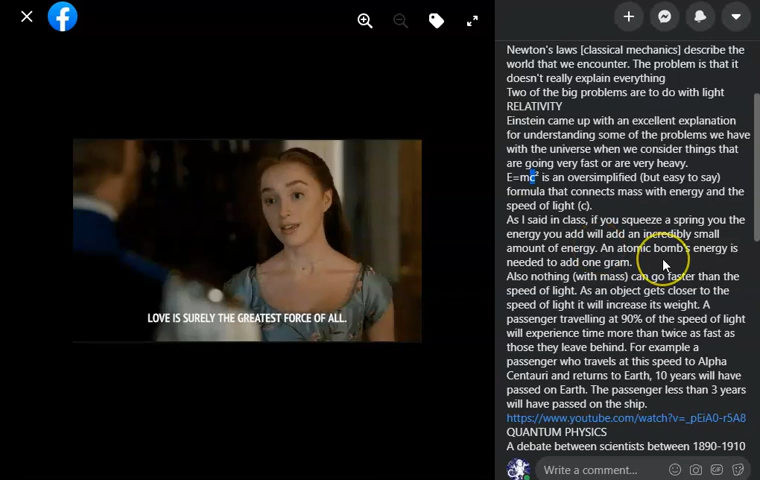 LOVE IS SURELY THE GREATEST FORCE OF ALL.
Newton's laws [classical mechanics] describe the
world that we encounter. The problem is that it
doesn't really explain everything
Two of the big problems are to do with light
RELATIVITY
Einstein came up with an excellent explanation
for understanding some of the problems we have
with the universe when we consider things that
are going very fast or are very heavy.
E=mc² is an oversimplified (but easy to say)
formula that connects mass with energy and the
speed of light (c).
As I said in class, if you squeeze a spring you the
energy you add will add an incredibly small
amount of energy. An atomic bomb's energy is
needed to add one gram.
Also nothing (with mass) can go faster than the
speed of light. As an object gets closer to the
speed of light it will increase its weight. A
passenger travelling at 90% of the speed of light
will experience time more than twice as fast as
those they leave behind. For example a
passenger who travels at this speed to Alpha
Centauri and returns to Earth, 10 years will have
passed on Earth. The passenger less than 3 years
will have passed on the ship.
https://www.youtube.com/watch?v=_pEiA0-r5A8
QUANTUM PHYSICS
A debate between scientists between 1890-1910
Write a comment...
GIF